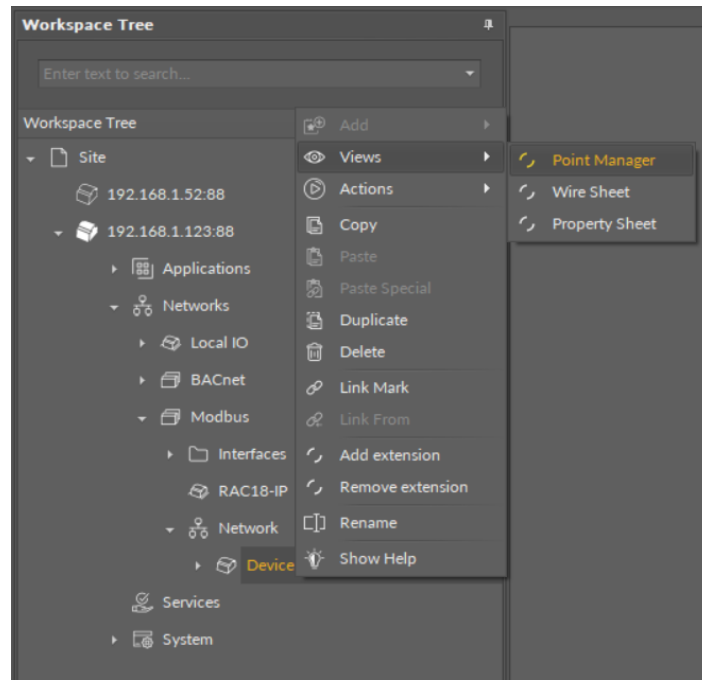 Workspace Tree
Enter text to search...
Workspace Tree
Site
192.168.1.52:88
192.168.1.123:88
Applications
Networks
Local IO
BACnet
Modbus
Interfaces
RAC18-IP
Network
Device
Services
System
Add
Views
Actions
Copy
Paste
Paste Special
Duplicate
Delete
Link Mark
Link From
Add extension
Remove extension
Rename
Show Help
Point Manager
Wire Sheet
Property Sheet